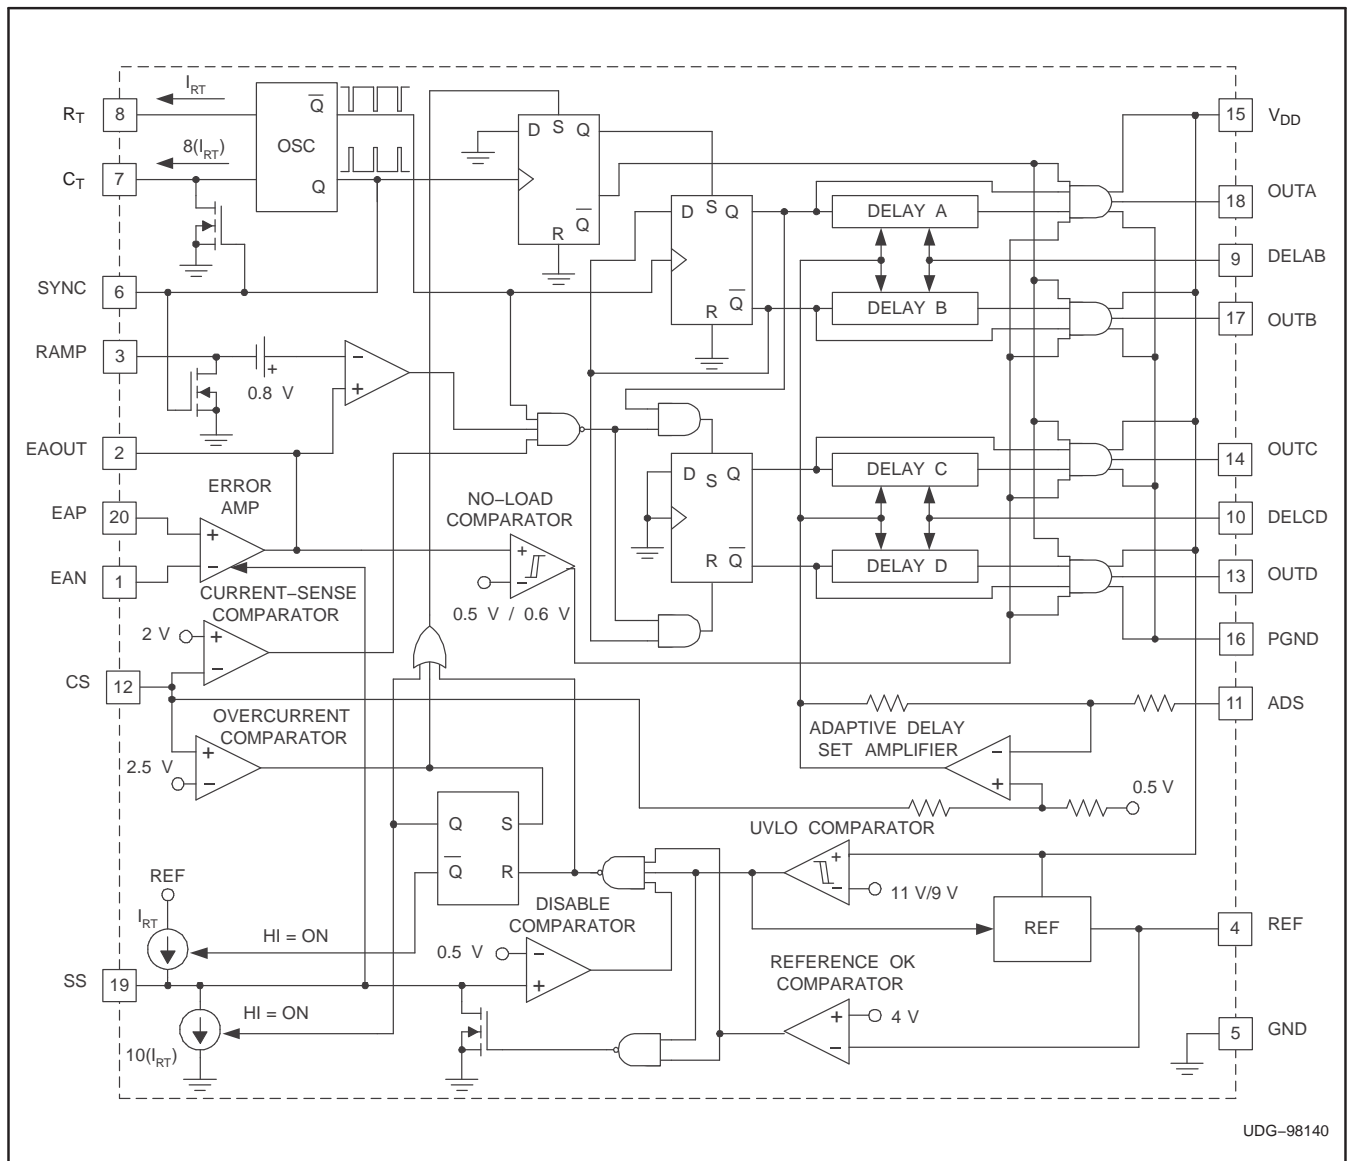 I_RT
R_T 8
OSC
Q̅
Q
8(I_RT)
C_T 7
D S Q
Q̅
R
15 V_DD
18 OUTA
D S Q
Q̅
R
DELAY A
9 DELAB
SYNC 6
DELAY B
17 OUTB
RAMP 3
+
0.8 V
−
+
EAOUT 2
14 OUTC
ERROR
AMP
EAP 20
+
−
EAN 1
NO−LOAD
COMPARATOR
+
−
0.5 V / 0.6 V
D S Q
R Q̅
DELAY C
10 DELCD
DELAY D
13 OUTD
CURRENT−SENSE
COMPARATOR
2 V
+
−
16 PGND
CS 12
11 ADS
OVERCURRENT
COMPARATOR
+
2.5 V
−
ADAPTIVE DELAY
SET AMPLIFIER
−
+
0.5 V
Q S
Q̅ R
UVLO COMPARATOR
+
−
11 V/9 V
REF
I_RT
HI = ON
DISABLE
COMPARATOR
0.5 V
−
+
REF
4 REF
SS 19
HI = ON
10(I_RT)
REFERENCE OK
COMPARATOR
+
4 V
−
5 GND
UDG−98140